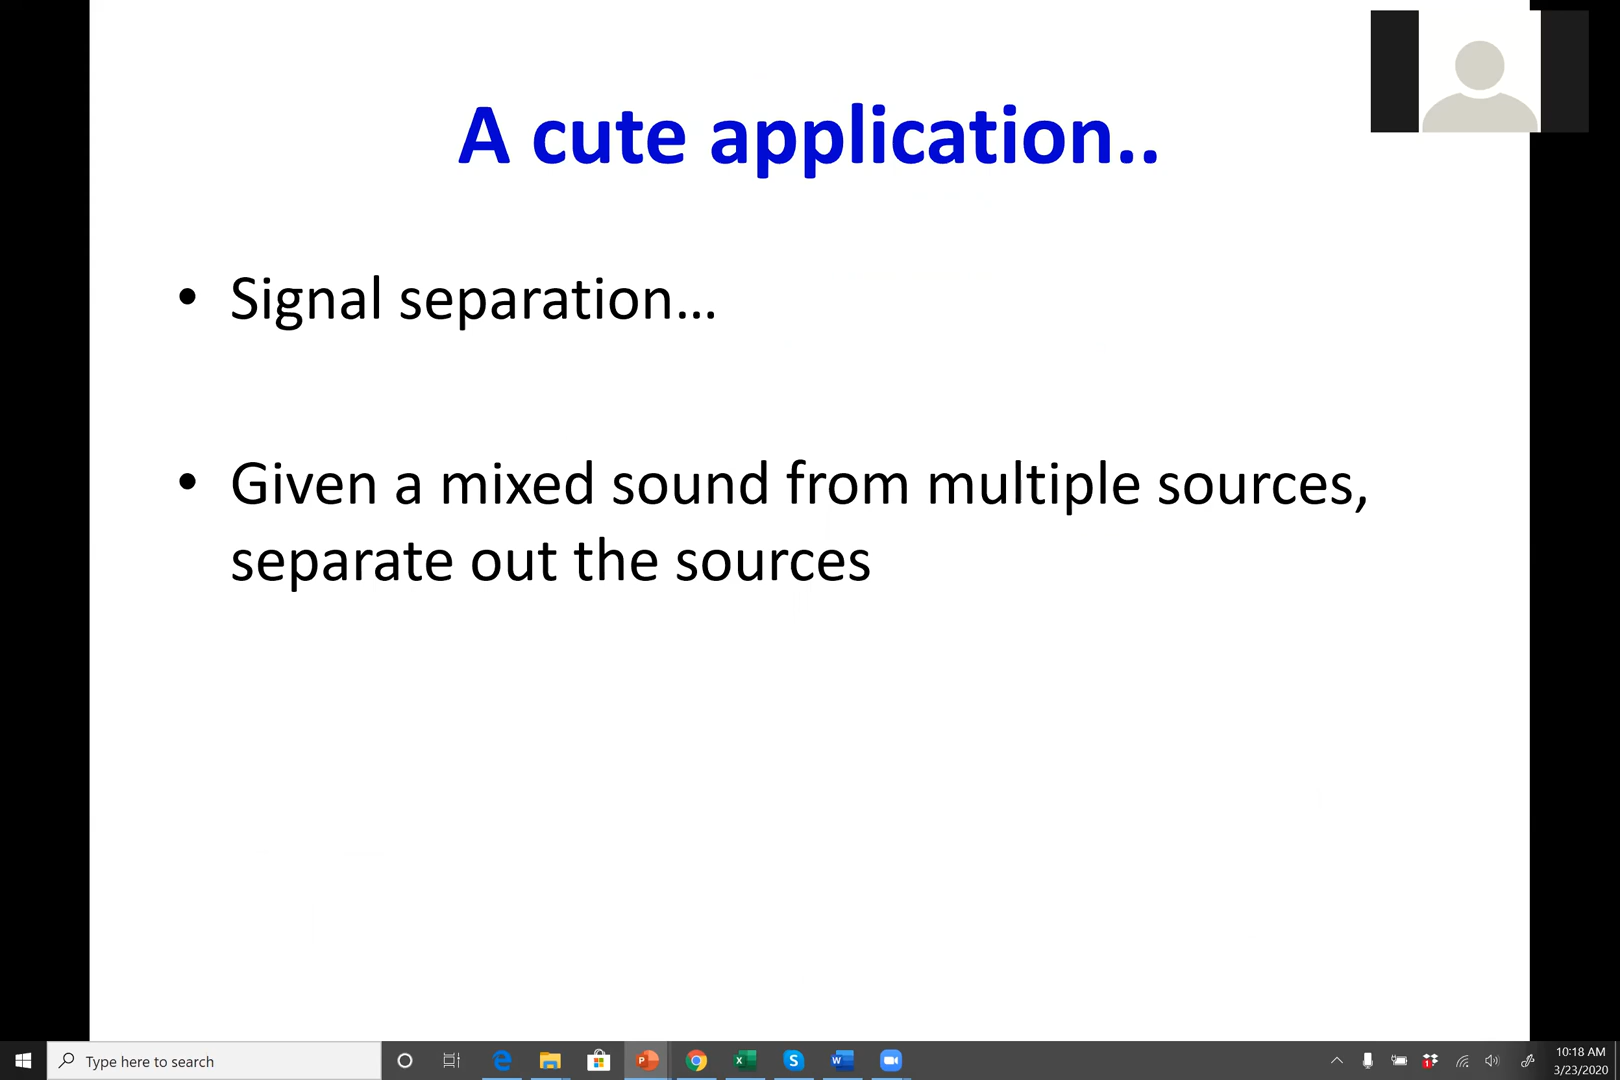 A cute application..
• Signal separation…
• Given a mixed sound from multiple sources,
separate out the sources
Type here to search
10:18 AM
3/23/2020